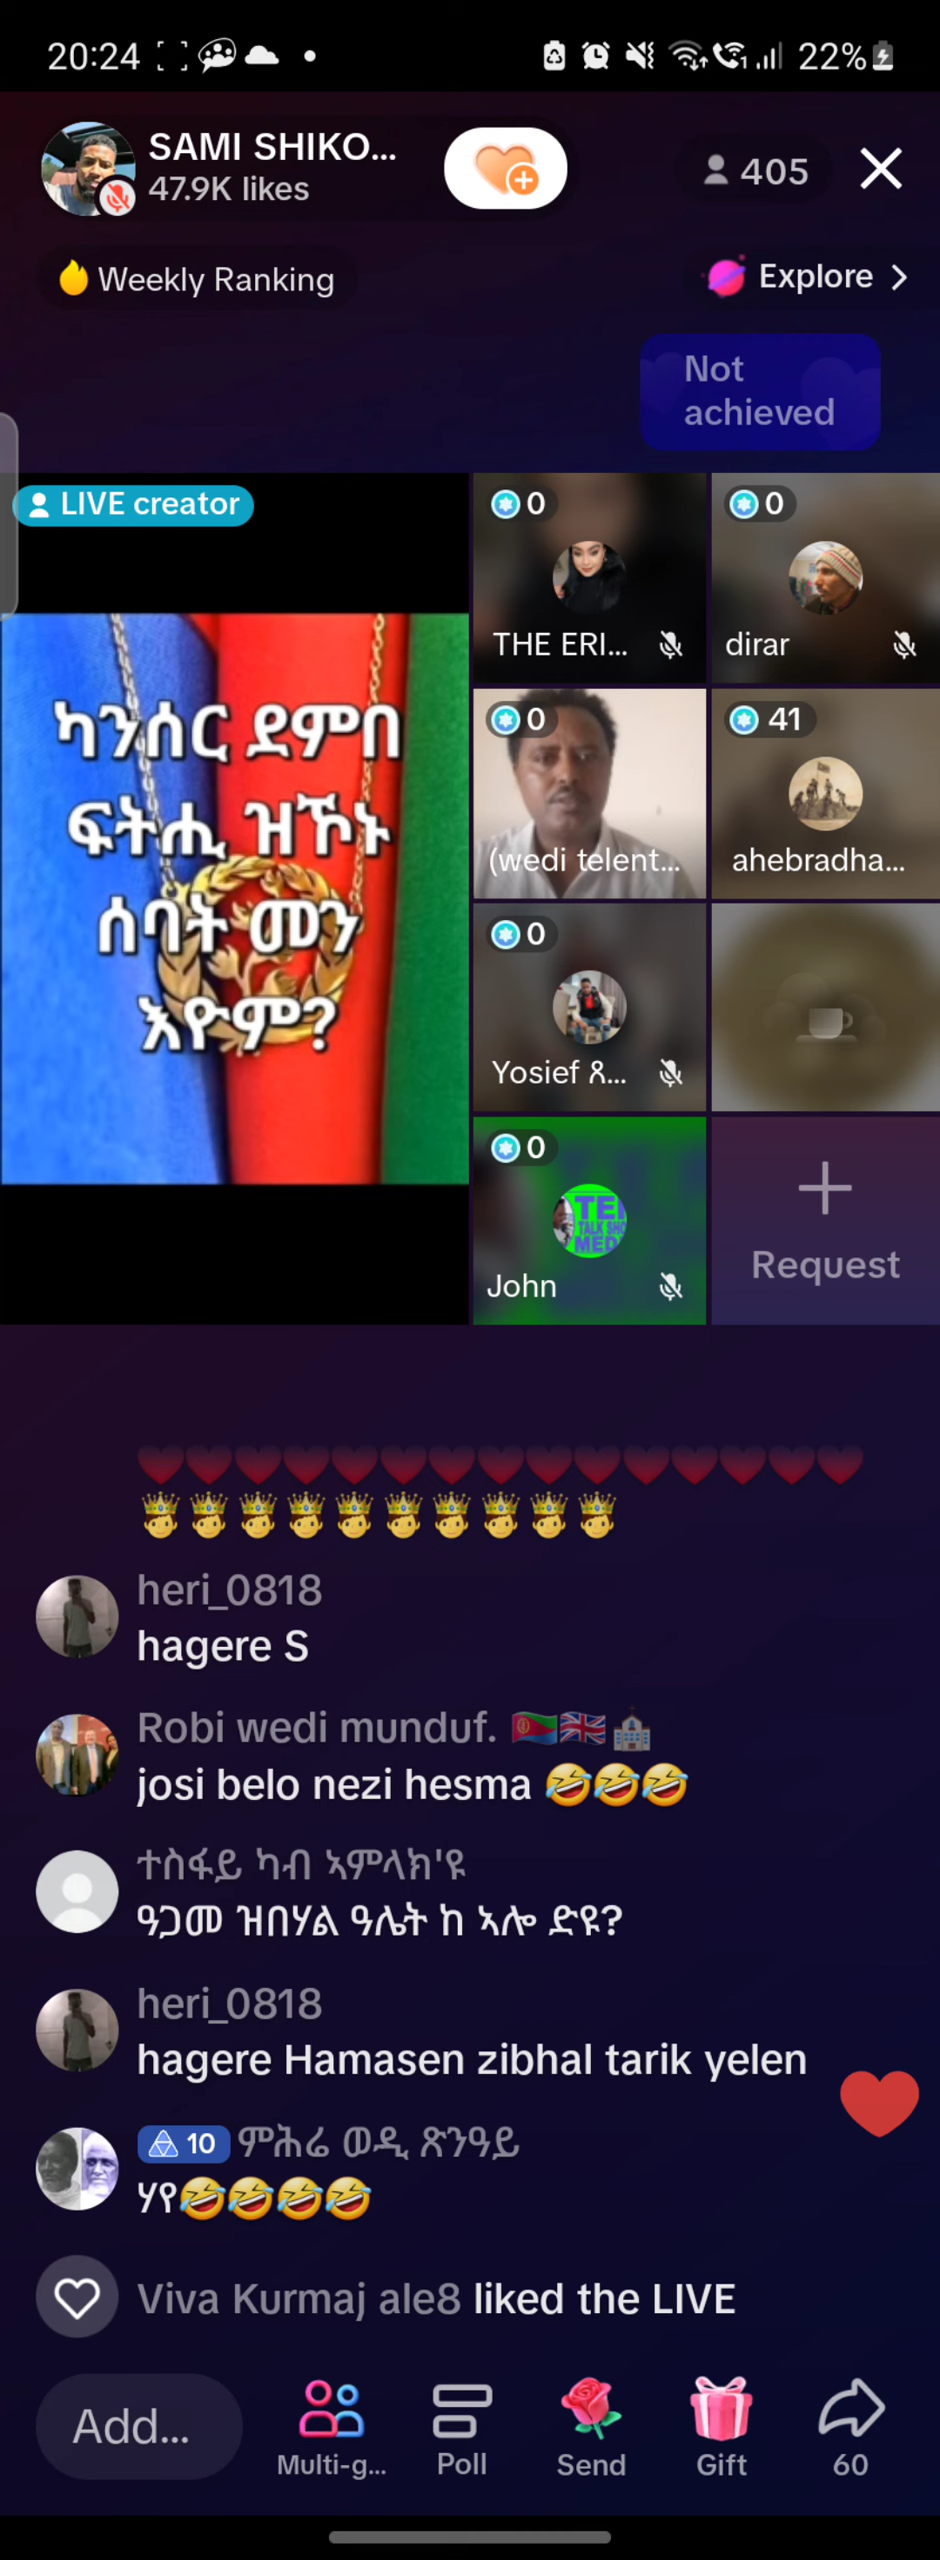 20:24
22%
SAMI SHIKO...
47.9K likes
405
Weekly Ranking
Explore
Not
achieved
LIVE creator
ካንሰር ደምበ
ፍትሒ ዝኾኑ
ሰባት መን
እዮም?
0
THE ERI...
0
dirar
0
(wedi telent...
41
ahebradha...
0
Yosief ጸ...
0
TE
TALK SHO
MED
John
Request
heri_0818
hagere S
Robi wedi munduf.
josi belo nezi hesma
ተስፋይ ካብ ኣምላክ'ዩ
ዓጋመ ዝበሃል ዓሌት ከ ኣሎ ድዩ?
heri_0818
hagere Hamasen zibhal tarik yelen
10 ምሕሬ ወዲ ጽንዓይ
ሃየ
Viva Kurmaj ale8 liked the LIVE
Add...
Multi-g...
Poll
Send
Gift
60